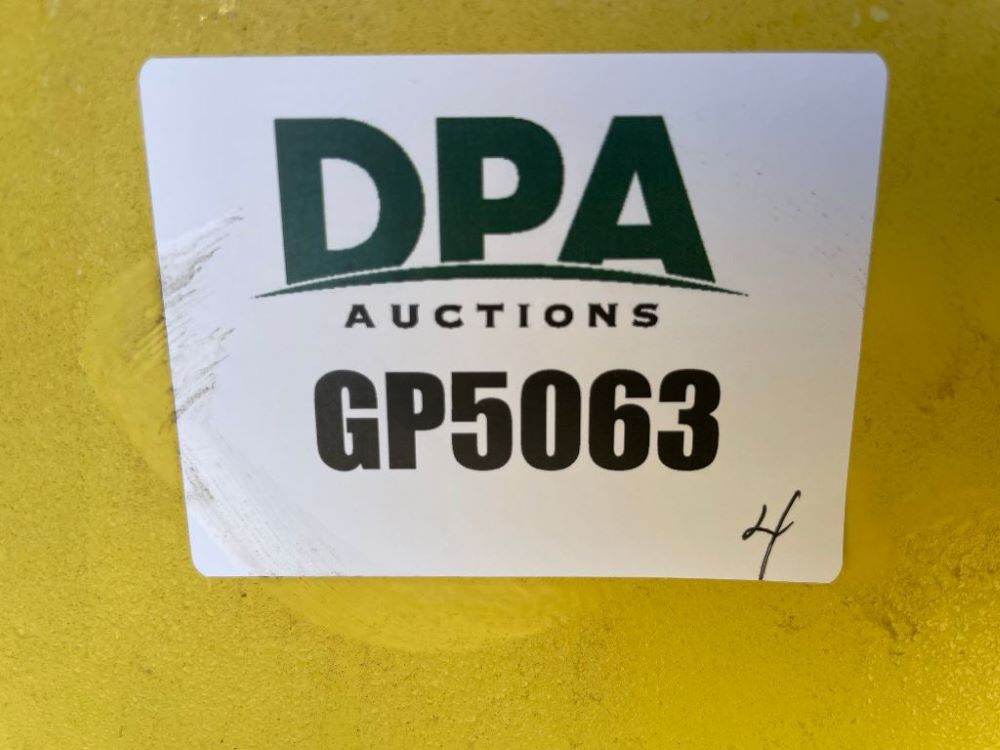 DPA
AUCTIONS
GP5063
4